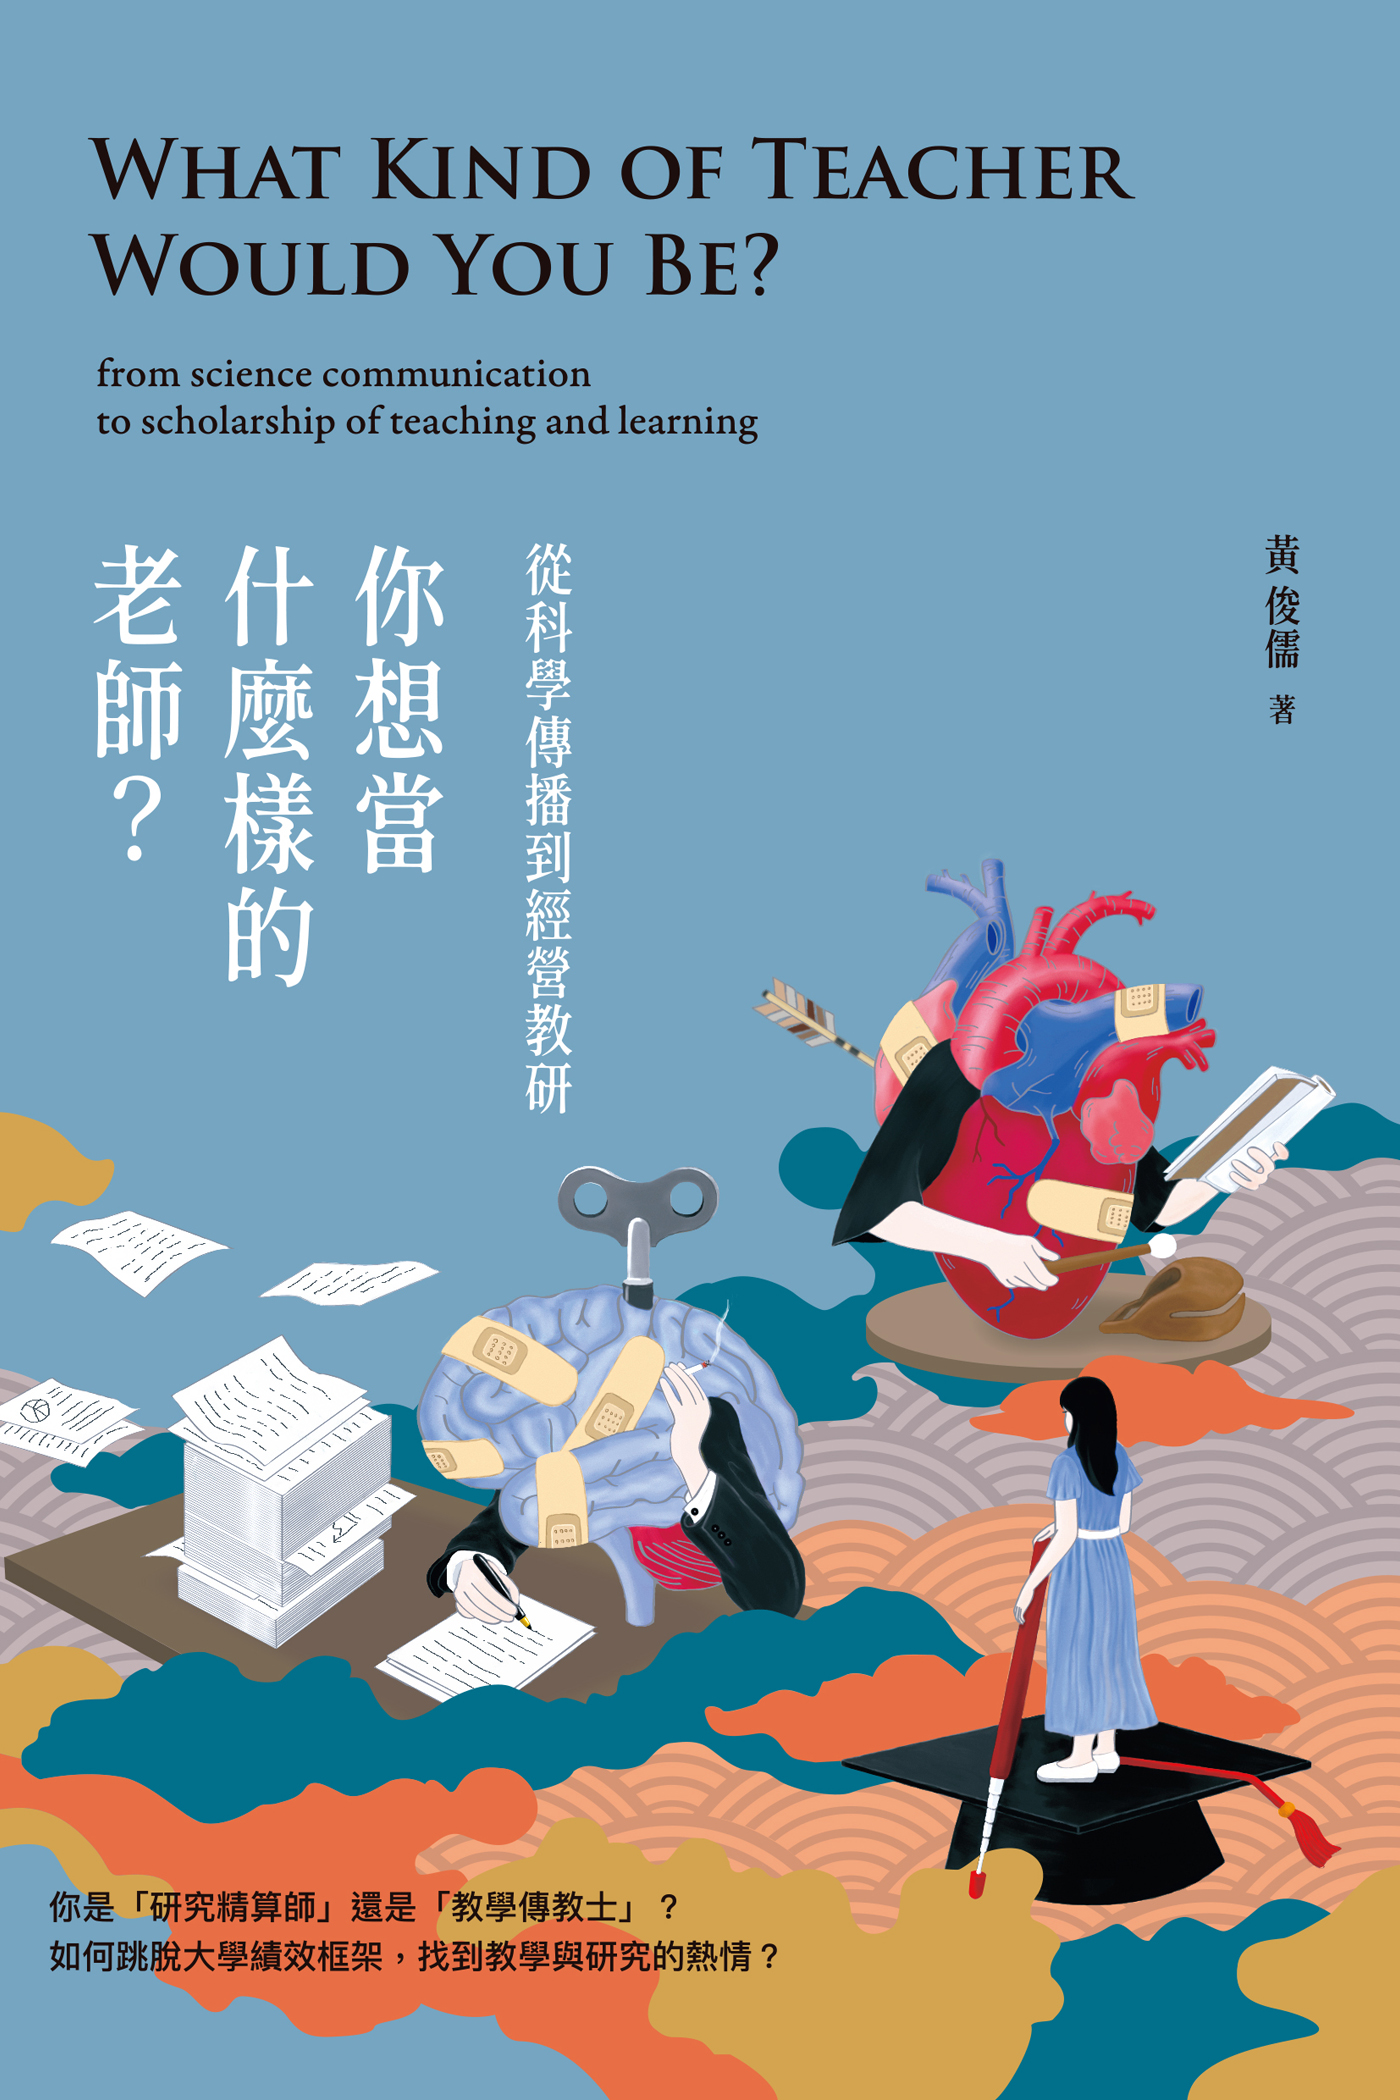 WHAT KIND OF TEACHER
WOULD YOU BE?
from science communication
to scholarship of teaching and learning
黃俊儒 著
從科學傳播到經營教研
你想當
什麼樣的
老師？
你是「研究精算師」還是「教學傳教士」？
如何跳脫大學績效框架，找到教學與研究的熱情？